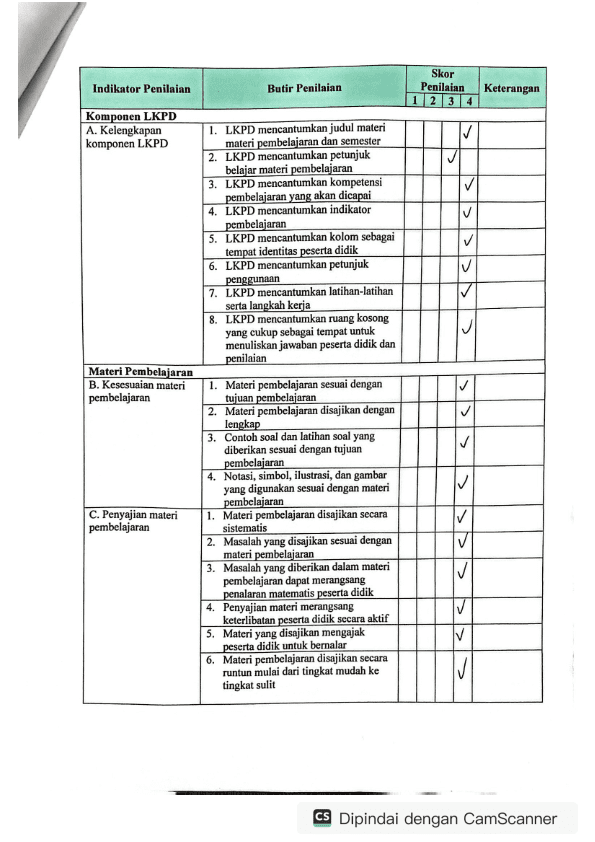 Indikator Penilaian
Butir Penilaian
Skor
Penilaian
1 2 3 4
Keterangan
Komponen LKPD
A. Kelengkapan
komponen LKPD
1. LKPD mencantumkan judul materi
materi pembelajaran dan semester
✓
2. LKPD mencantumkan petunjuk
belajar materi pembelajaran
✓
3. LKPD mencantumkan kompetensi
pembelajaran yang akan dicapai
✓
4. LKPD mencantumkan indikator
pembelajaran
✓
5. LKPD mencantumkan kolom sebagai
tempat identitas peserta didik
✓
6. LKPD mencantumkan petunjuk
penggunaan
✓
7. LKPD mencantumkan latihan-latihan
serta langkah kerja
✓
8. LKPD mencantumkan ruang kosong
yang cukup sebagai tempat untuk
menuliskan jawaban peserta didik dan
penilaian
✓
Materi Pembelajaran
B. Kesesuaian materi
pembelajaran
1. Materi pembelajaran sesuai dengan
tujuan pembelajaran
✓
2. Materi pembelajaran disajikan dengan
lengkap
✓
3. Contoh soal dan latihan soal yang
diberikan sesuai dengan tujuan
pembelajaran
✓
4. Notasi, simbol, ilustrasi, dan gambar
yang digunakan sesuai dengan materi
pembelajaran
✓
C. Penyajian materi
pembelajaran
1. Materi pembelajaran disajikan secara
sistematis
✓
2. Masalah yang disajikan sesuai dengan
materi pembelajaran
✓
3. Masalah yang diberikan dalam materi
pembelajaran dapat merangsang
penalaran matematis peserta didik
✓
4. Penyajian materi merangsang
keterlibatan peserta didik secara aktif
✓
5. Materi yang disajikan mengajak
peserta didik untuk bernalar
✓
6. Materi pembelajaran disajikan secara
runtun mulai dari tingkat mudah ke
tingkat sulit
✓
CS Dipindai dengan CamScanner